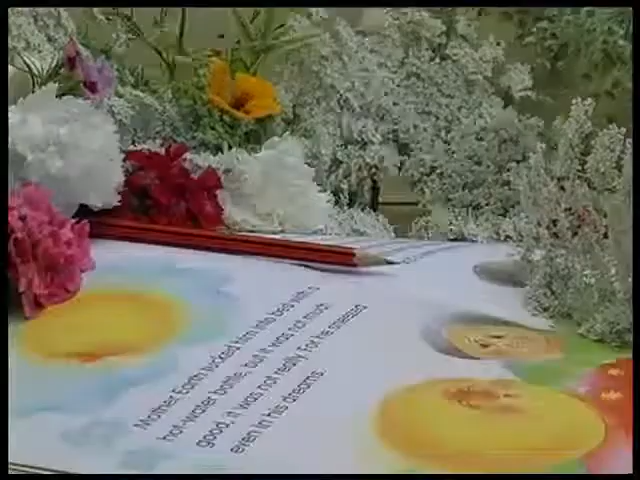 Mother Earth tucked him into bed with a
hot-water bottle, but it was not much
good, it was not really. For he sneezed
even in his dreams.